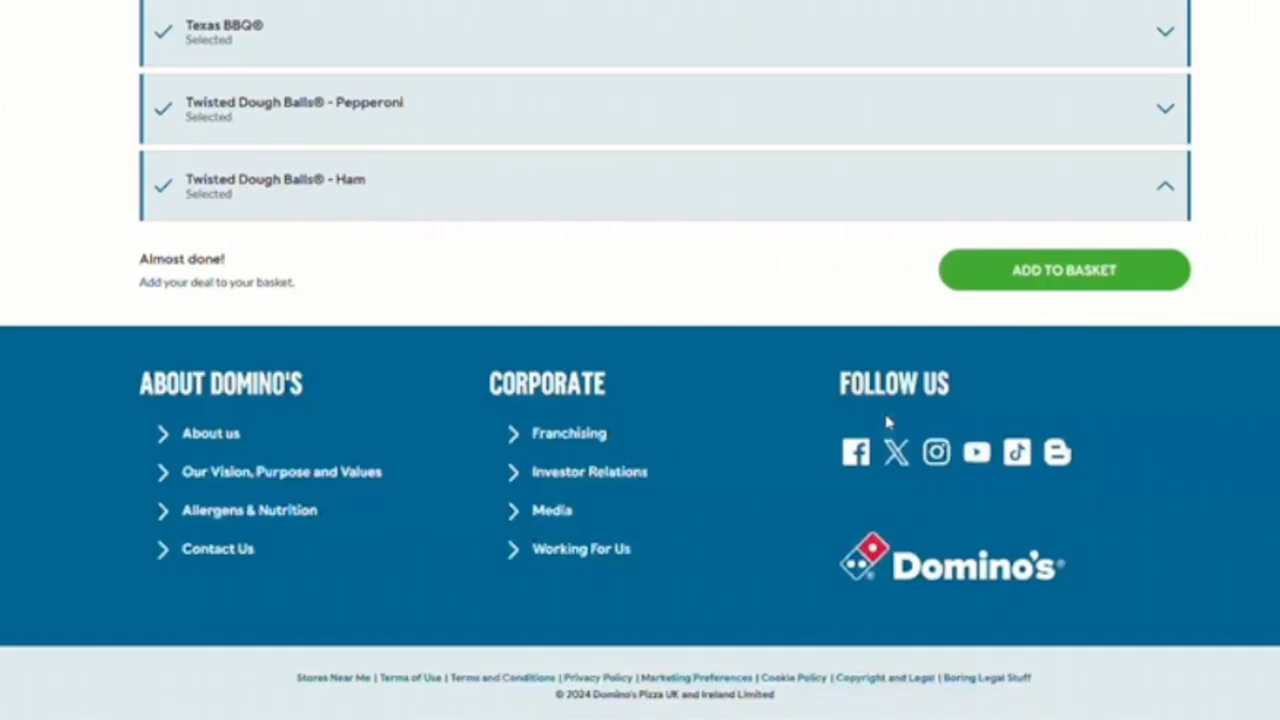 Texas BBQ®
Selected
Twisted Dough Balls® - Pepperoni
Selected
Twisted Dough Balls® - Ham
Selected
Almost done!
Add your deal to your basket.
ADD TO BASKET
ABOUT DOMINO'S
About us
Our Vision, Purpose and Values
Allergens & Nutrition
Contact Us
CORPORATE
Franchising
Investor Relations
Media
Working For Us
FOLLOW US
Domino's®
Stores Near Me | Terms of Use | Terms and Conditions | Privacy Policy | Marketing Preferences | Cookie Policy | Copyright and Legal | Boring Legal Stuff
© 2024 Domino's Pizza UK and Ireland Limited